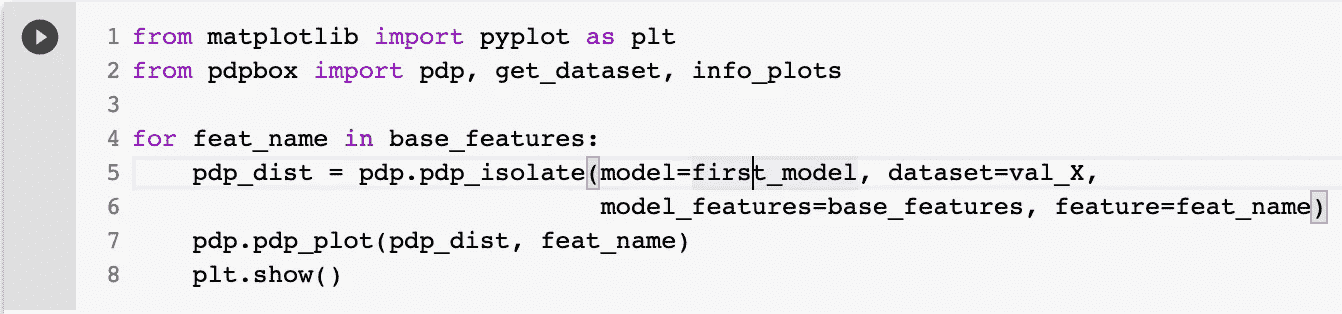 1 from matplotlib import pyplot as plt
2 from pdpbox import pdp, get_dataset, info_plots
3
4 for feat_name in base_features:
5     pdp_dist = pdp.pdp_isolate(model=first_model, dataset=val_X,
6                                model_features=base_features, feature=feat_name)
7     pdp.pdp_plot(pdp_dist, feat_name)
8     plt.show()